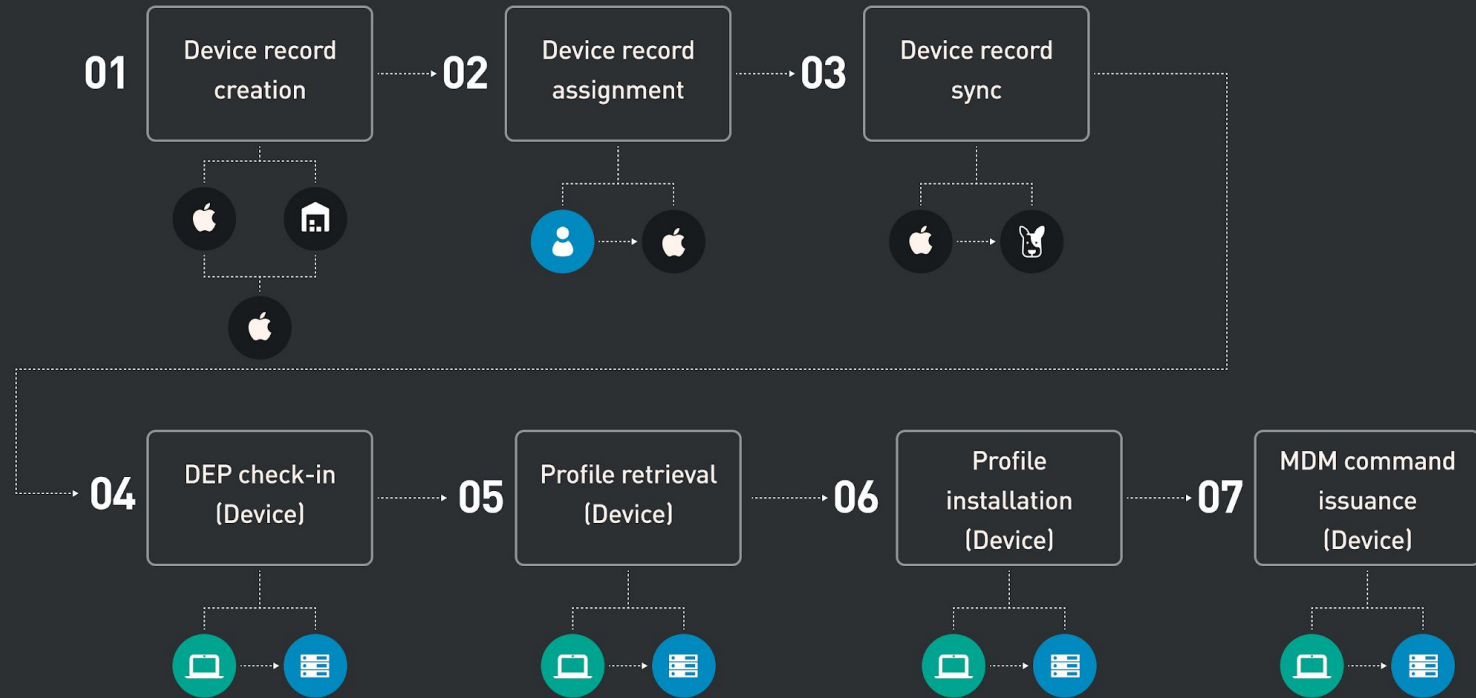 01
Device record
creation
02
Device record
assignment
03
Device record
sync
04
DEP check-in
(Device)
05
Profile retrieval
(Device)
06
Profile
installation
(Device)
07
MDM command
issuance
(Device)